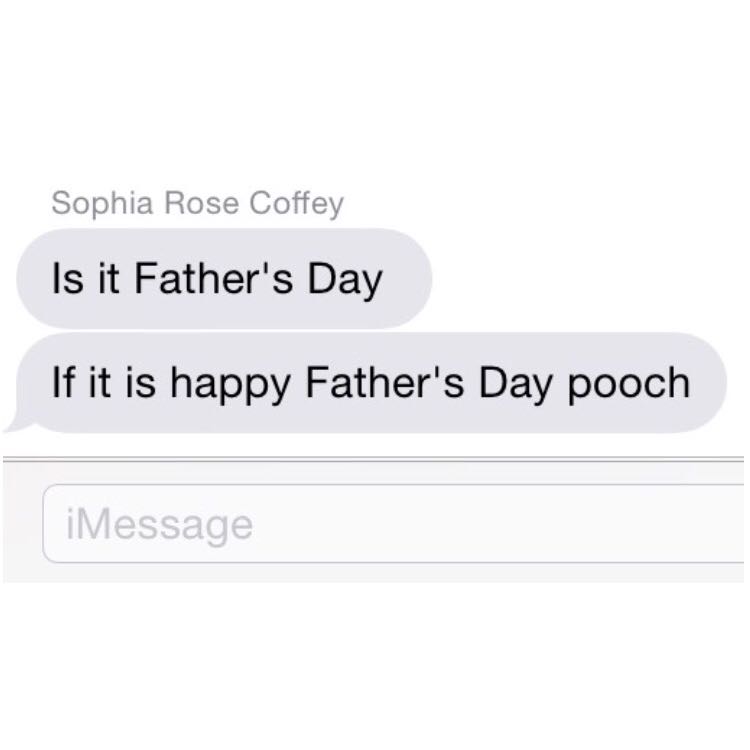 Sophia Rose Coffey
Is it Father's Day
If it is happy Father's Day pooch
iMessage